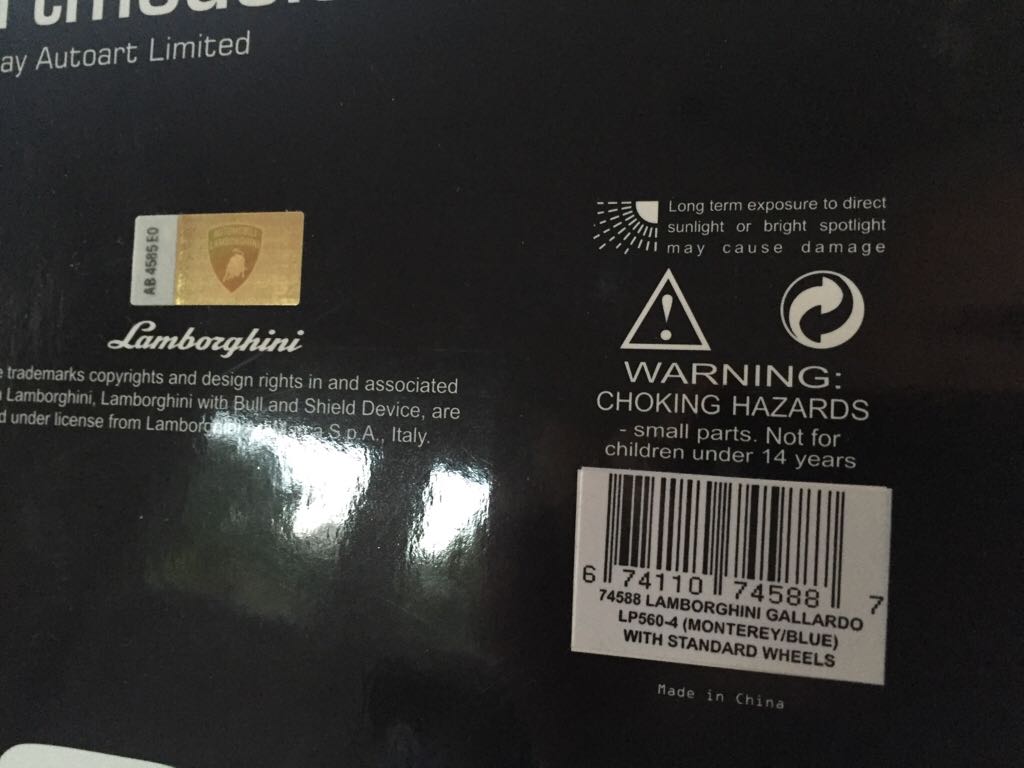 ay Autoart Limited
AB 4585 E0
Lamborghini
trademarks copyrights and design rights in and associated
Lamborghini, Lamborghini with Bull and Shield Device, are
under license from S.p.A., Italy.
Long term exposure to direct
sunlight or bright spotlight
may cause damage
WARNING:
CHOKING HAZARDS
- small parts. Not for
children under 14 years
6 74110 74588 7
74588 LAMBORGHINI GALLARDO
LP560-4 (MONTEREY/BLUE)
WITH STANDARD WHEELS
Made in China